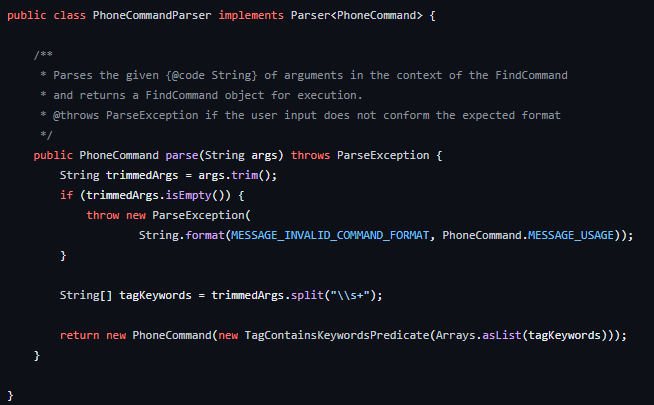 public class PhoneCommandParser implements Parser<PhoneCommand> {
/**
* Parses the given {@code String} of arguments in the context of the FindCommand
* and returns a FindCommand object for execution.
* @throws ParseException if the user input does not conform the expected format
*/
public PhoneCommand parse(String args) throws ParseException {
String trimmedArgs = args.trim();
if (trimmedArgs.isEmpty()) {
throw new ParseException(
String.format(MESSAGE_INVALID_COMMAND_FORMAT, PhoneCommand.MESSAGE_USAGE));
}
String[] tagKeywords = trimmedArgs.split("\\s+");
return new PhoneCommand(new TagContainsKeywordsPredicate(Arrays.asList(tagKeywords)));
}
}